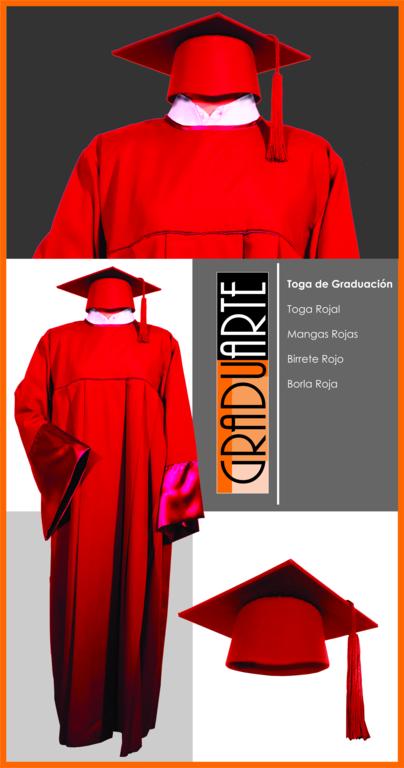 GRADUARTE
Toga de Graduación
Toga Rojal
Mangas Rojas
Birrete Rojo
Borla Roja